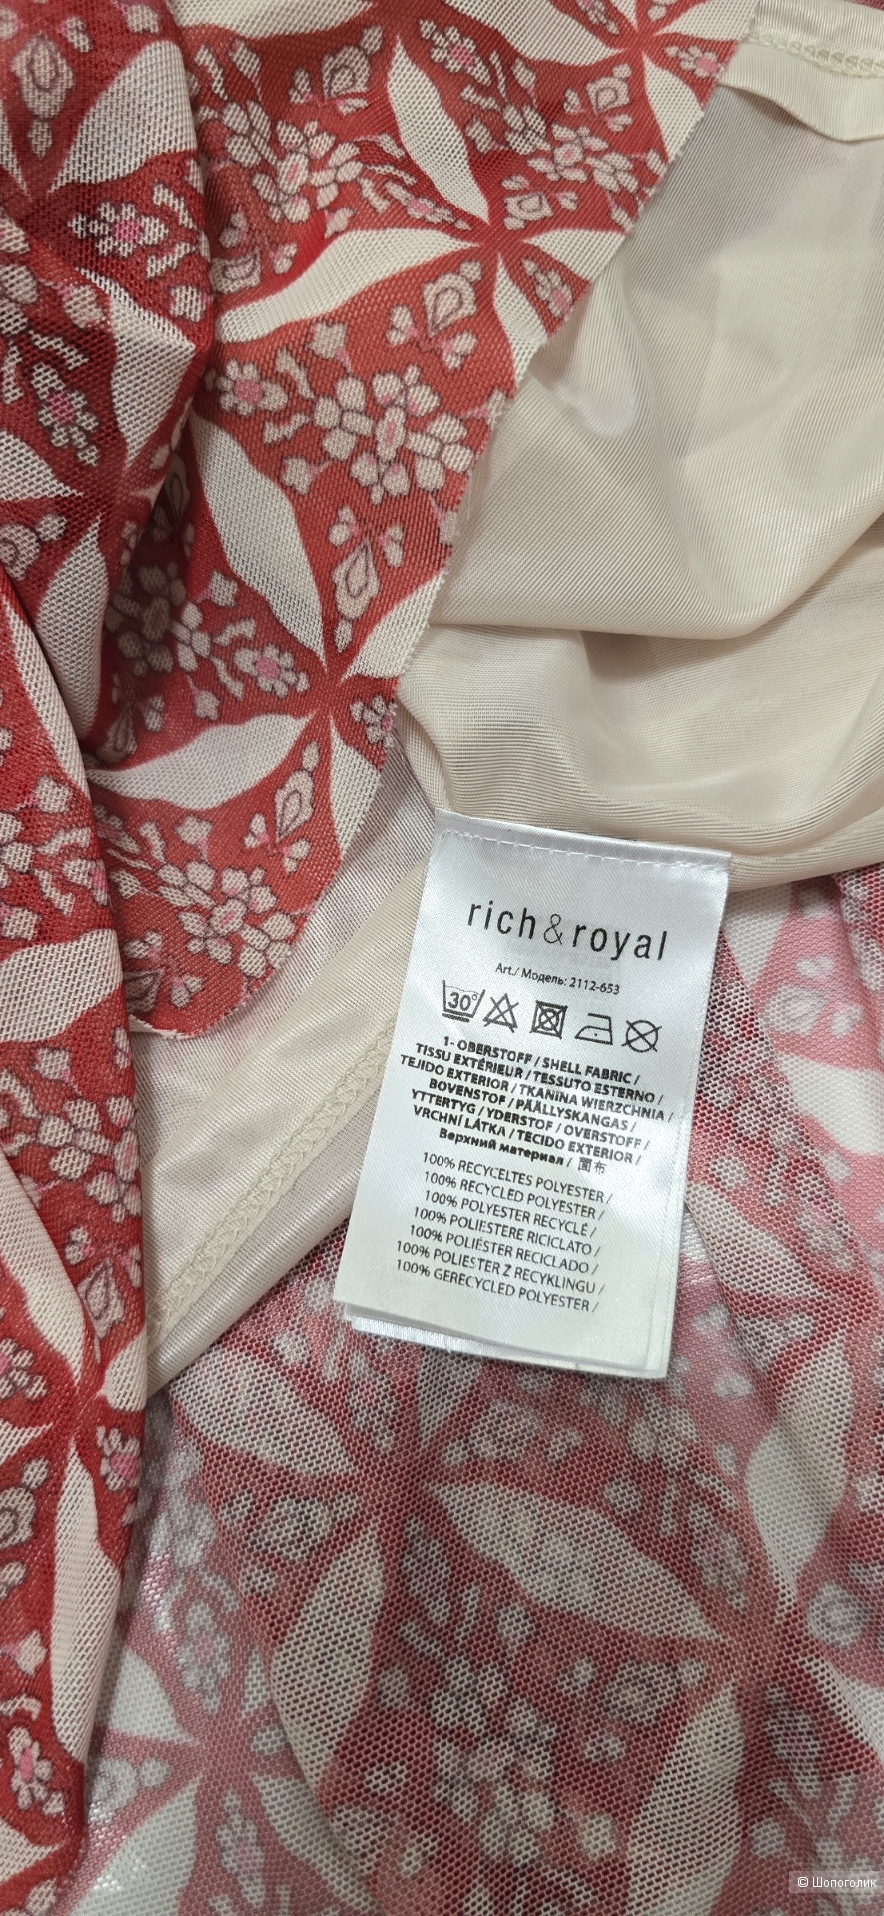 rich&royal
Art./ Модель: 2112-653
30°
1- OBERSTOFF / SHELL FABRIC /
TISSU EXTÉRIEUR / TESSUTO ESTERNO /
TEJIDO EXTERIOR / TKANINA WIERZCHNIA /
BOVENSTOF / PÄÄLLYSKANGAS /
YTTERTYG / YDERSTOF / OVERSTOFF /
VRCHNÍ LÁTKA / TECIDO EXTERIOR /
Верхний материал / 面布
100% RECYCELTES POLYESTER /
100% RECYCLED POLYESTER /
100% POLYESTER RECYCLÉ /
100% POLIESTERE RICICLATO /
100% POLIÉSTER RECICLADO /
100% POLIESTER Z RECYKLINGU /
100% GERECYCLED POLYESTER /
© Шопоголик